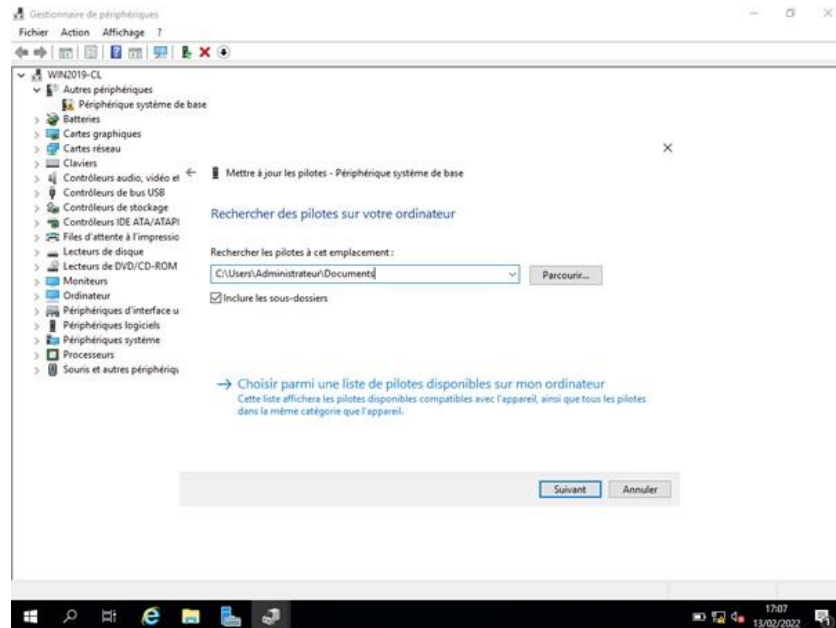 Gestionnaire de périphériques
Fichier Action Affichage ?
WIN2019-CL
Autres périphériques
Périphérique système de base
Batteries
Cartes graphiques
Cartes réseau
Claviers
Contrôleurs audio, vidéo et
Contrôleurs de bus USB
Contrôleurs de stockage
Contrôleurs IDE ATA/ATAPI
Files d'attente à l'impressio
Lecteurs de disque
Lecteurs de DVD/CD-ROM
Moniteurs
Ordinateur
Périphériques d'interface u
Périphériques logiciels
Périphériques système
Processeurs
Souris et autres périphériqu
Mettre à jour les pilotes - Périphérique système de base
Rechercher des pilotes sur votre ordinateur
Rechercher les pilotes à cet emplacement :
C:\Users\Administrateur\Documents
Parcourir...
Inclure les sous-dossiers
Choisir parmi une liste de pilotes disponibles sur mon ordinateur
Cette liste affichera les pilotes disponibles compatibles avec l'appareil, ainsi que tous les pilotes
dans la même catégorie que l'appareil.
Suivant Annuler
17:07
13/02/2022